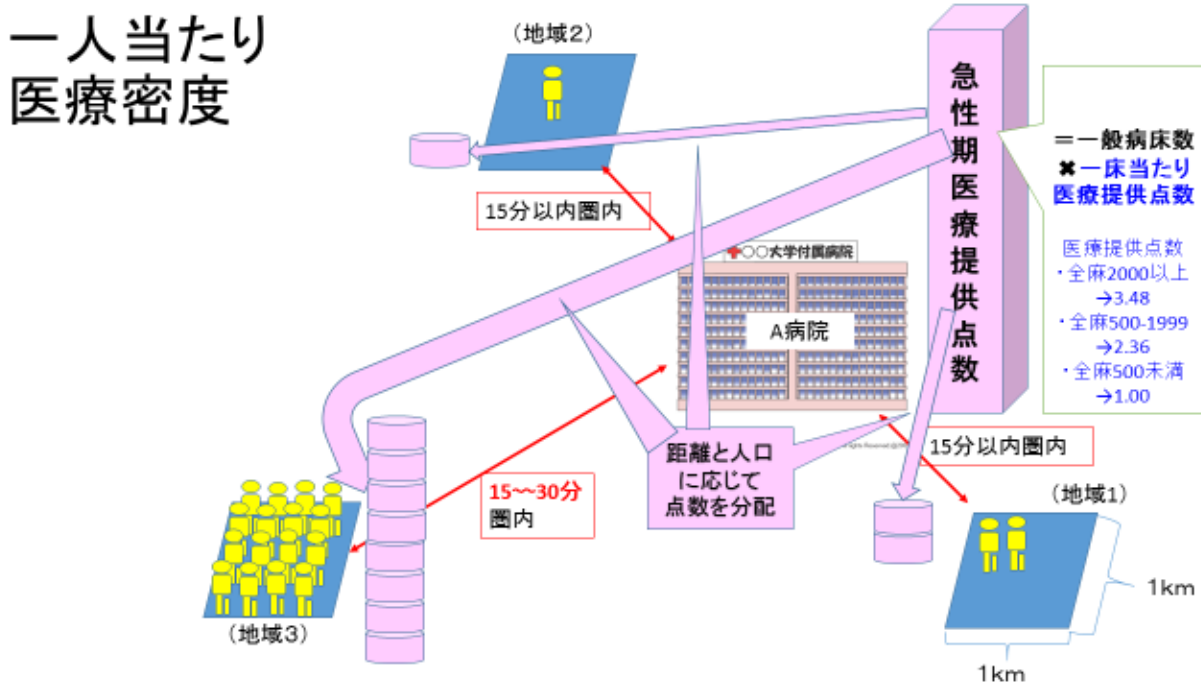 一人当たり
医療密度
（地域２）
急性期医療提供点数
＝一般病床数
✖一床当たり
医療提供点数
15分以内圏内
医療提供点数
・全麻2000以上
→3.48
・全麻500-1999
→2.36
・全麻500未満
→1.00
〇〇大学付属病院
A病院
距離と人口
に応じて
点数を分配
15分以内圏内
15~~30分
圏内
（地域1）
1km
1km
（地域３）